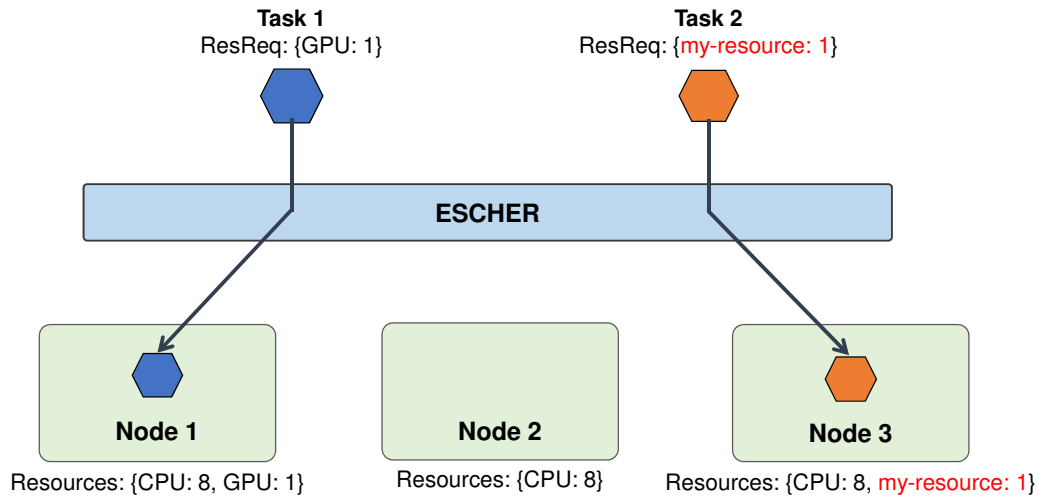 Task 1
ResReq: {GPU: 1}
Task 2
ResReq: {my-resource: 1}
ESCHER
Node 1
Node 2
Node 3
Resources: {CPU: 8, GPU: 1}
Resources: {CPU: 8}
Resources: {CPU: 8, my-resource: 1}